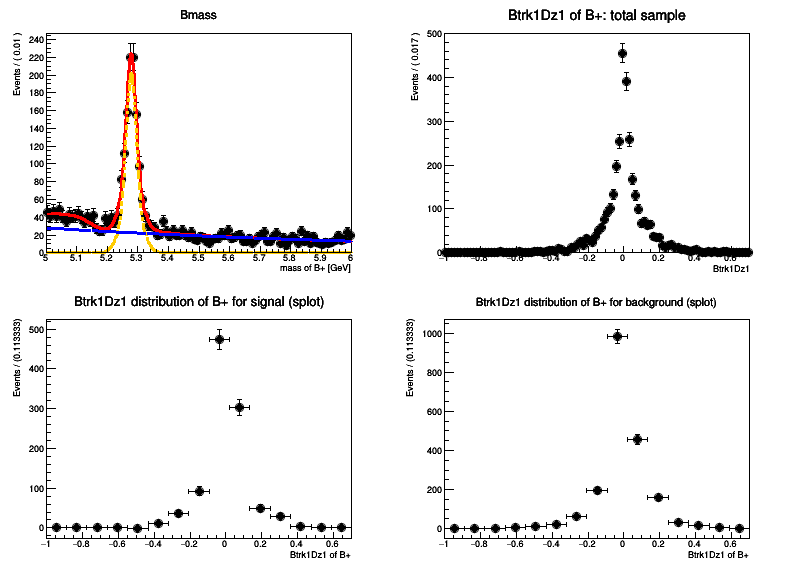 Bmass
Events / ( 0.01 )
240
220
200
180
160
140
120
100
80
60
40
20
0
5 5.1 5.2 5.3 5.4 5.5 5.6 5.7 5.8 5.9 6
mass of B+ [GeV]
Btrk1Dz1 of B+: total sample
Events / ( 0.017 )
500
400
300
200
100
0
−1 −0.8 −0.6 −0.4 −0.2 0 0.2 0.4 0.6
Btrk1Dz1
Btrk1Dz1 distribution of B+ for signal (splot)
Events / (0.113333)
500
400
300
200
100
0
−1 −0.8 −0.6 −0.4 −0.2 0 0.2 0.4 0.6
Btrk1Dz1 of B+
Btrk1Dz1 distribution of B+ for background (splot)
Events / (0.113333)
1000
800
600
400
200
0
−1 −0.8 −0.6 −0.4 −0.2 0 0.2 0.4 0.6
Btrk1Dz1 of B+